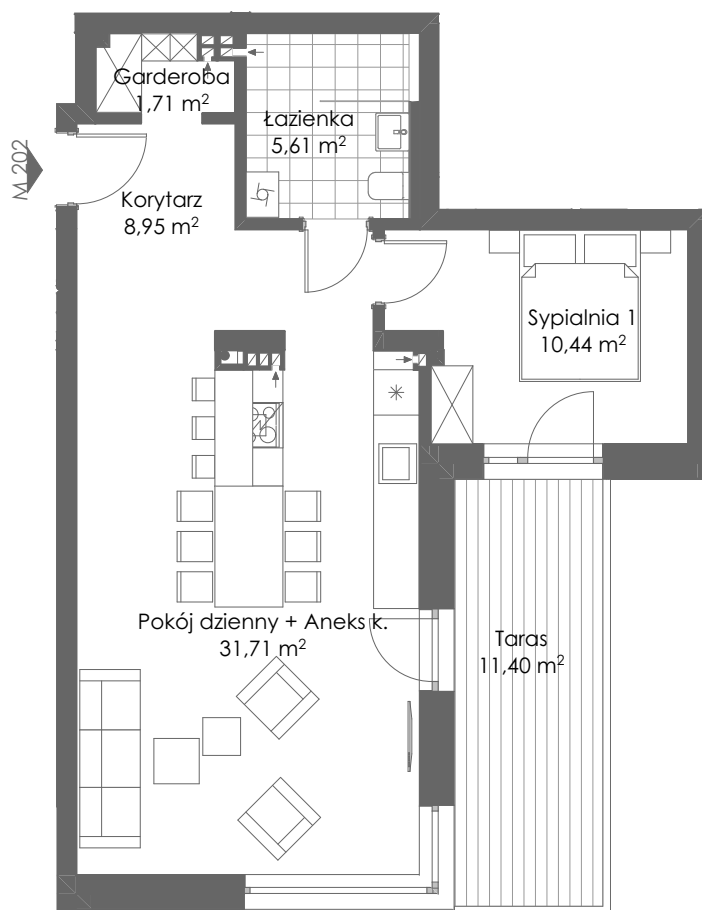 Garderoba
1,71 m²
Łazienka
5,61 m²
M 202
Korytarz
8,95 m²
Sypialnia 1
10,44 m²
Pokój dzienny + Aneks k.
31,71 m²
Taras
11,40 m²